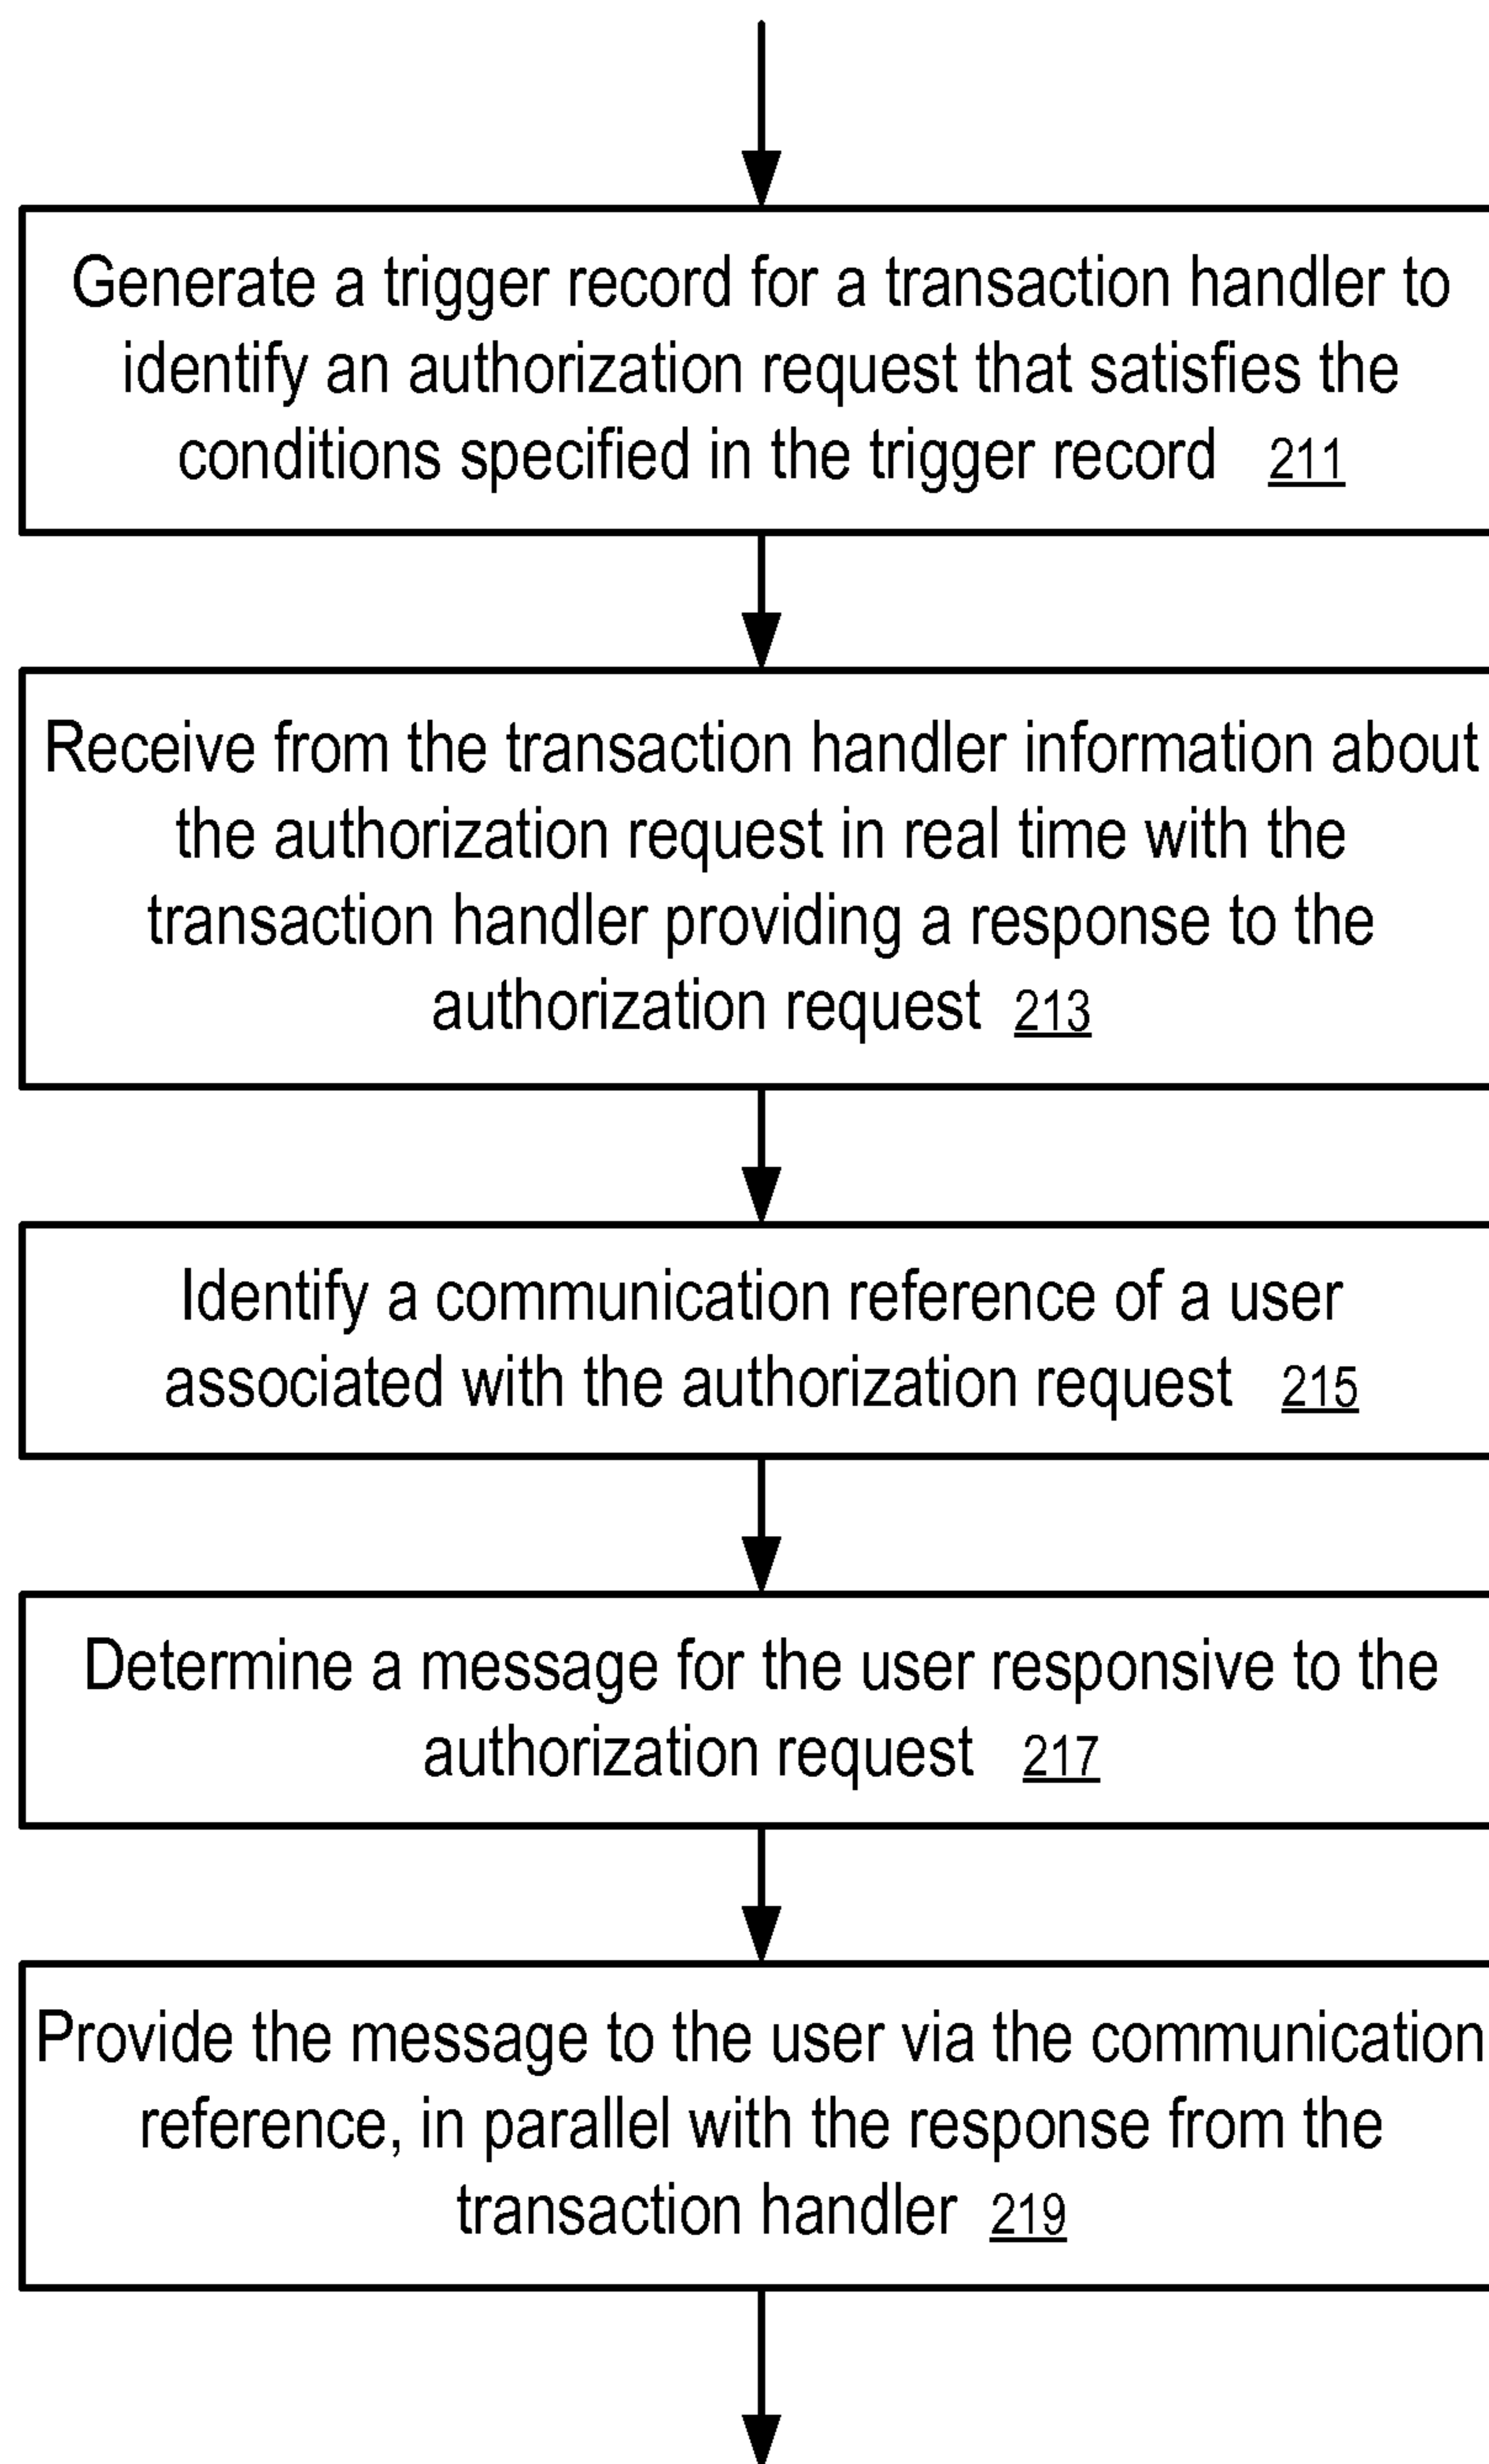 Generate a trigger record for a transaction handler to
identify an authorization request that satisfies the
conditions specified in the trigger record 211
Receive from the transaction handler information about
the authorization request in real time with the
transaction handler providing a response to the
authorization request 213
Identify a communication reference of a user
associated with the authorization request 215
Determine a message for the user responsive to the
authorization request 217
Provide the message to the user via the communication
reference, in parallel with the response from the
transaction handler 219